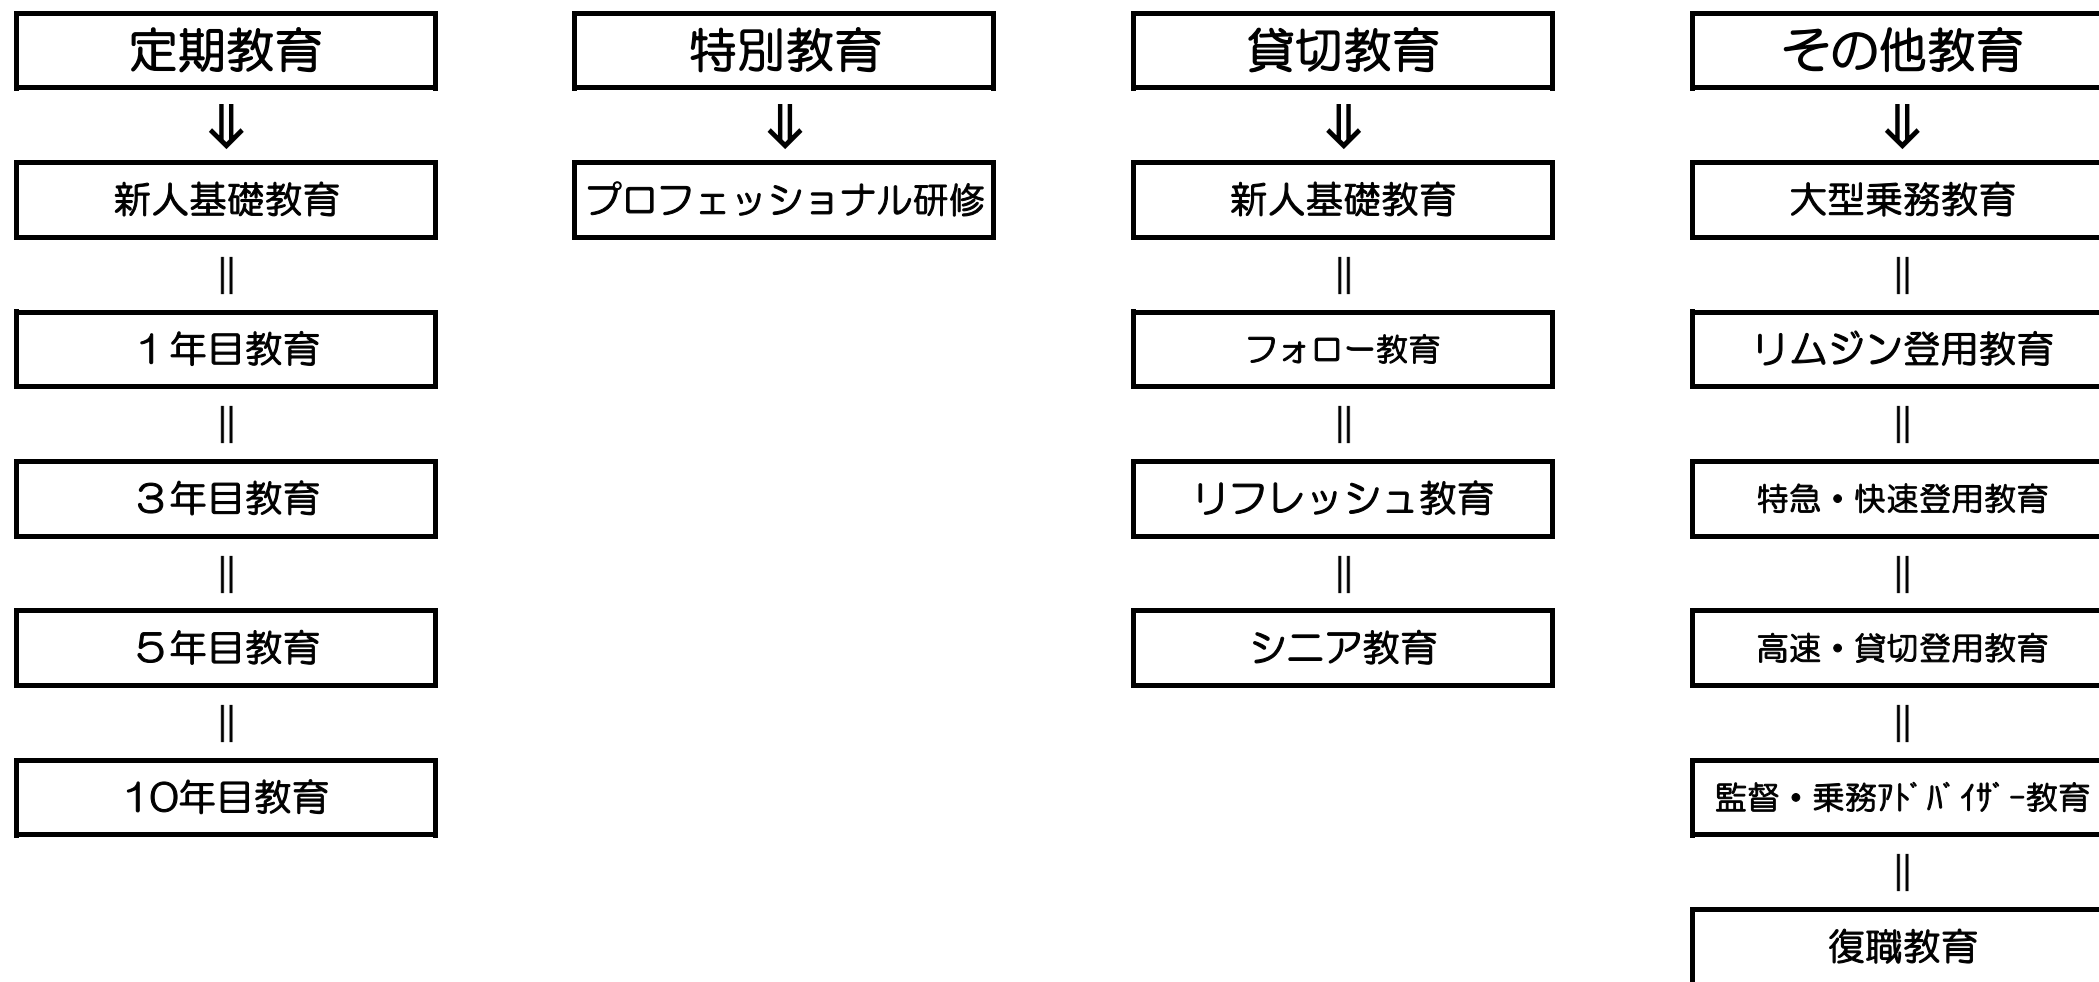 定期教育
⇓
新人基礎教育
∥
１年目教育
∥
３年目教育
∥
５年目教育
∥
10年目教育
特別教育
⇓
プロフェッショナル研修
貸切教育
⇓
新人基礎教育
∥
フォロー教育
∥
リフレッシュ教育
∥
シニア教育
その他教育
⇓
大型乗務教育
∥
リムジン登用教育
∥
特急・快速登用教育
∥
高速・貸切登用教育
∥
監督・乗務ｱﾄﾞﾊﾞｲｻﾞｰ教育
∥
復職教育